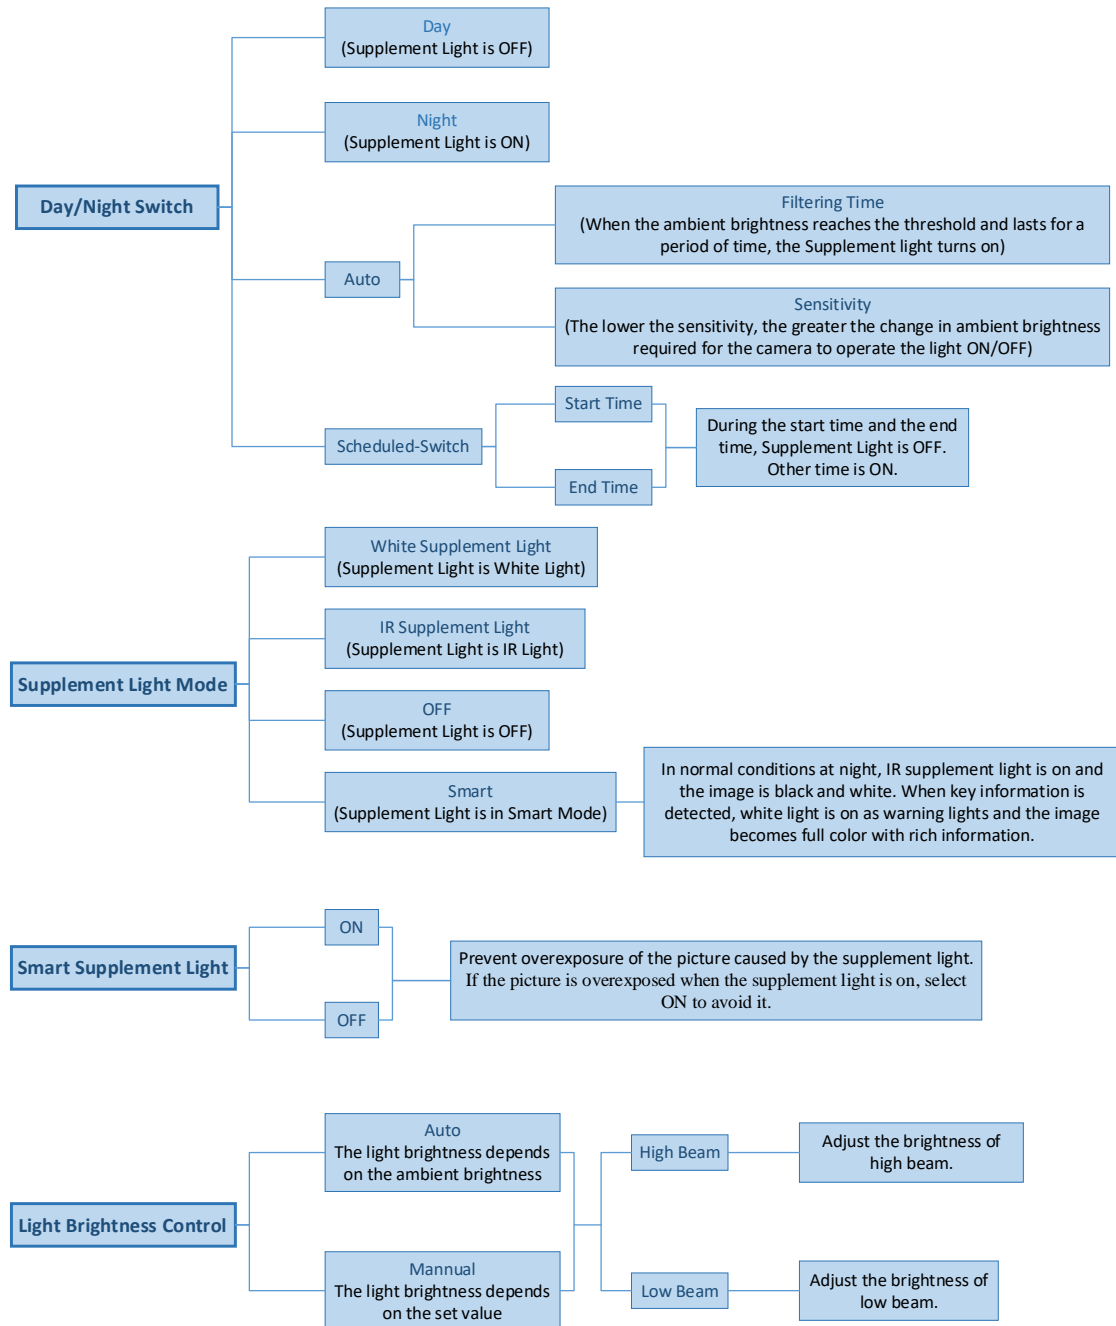 Day
(Supplement Light is OFF)
Night
(Supplement Light is ON)
Day/Night Switch
Filtering Time
(When the ambient brightness reaches the threshold and lasts for a
period of time, the Supplement light turns on)
Auto
Sensitivity
(The lower the sensitivity, the greater the change in ambient brightness
required for the camera to operate the light ON/OFF)
Start Time
Scheduled-Switch
During the start time and the end
time, Supplement Light is OFF.
Other time is ON.
End Time
White Supplement Light
(Supplement Light is White Light)
IR Supplement Light
(Supplement Light is IR Light)
Supplement Light Mode
OFF
(Supplement Light is OFF)
Smart
(Supplement Light is in Smart Mode)
In normal conditions at night, IR supplement light is on and
the image is black and white. When key information is
detected, white light is on as warning lights and the image
becomes full color with rich information.
ON
Smart Supplement Light
Prevent overexposure of the picture caused by the supplement light.
If the picture is overexposed when the supplement light is on, select
ON to avoid it.
OFF
Auto
The light brightness depends
on the ambient brightness
High Beam
Adjust the brightness of
high beam.
Light Brightness Control
Mannual
The light brightness depends
on the set value
Low Beam
Adjust the brightness of
low beam.